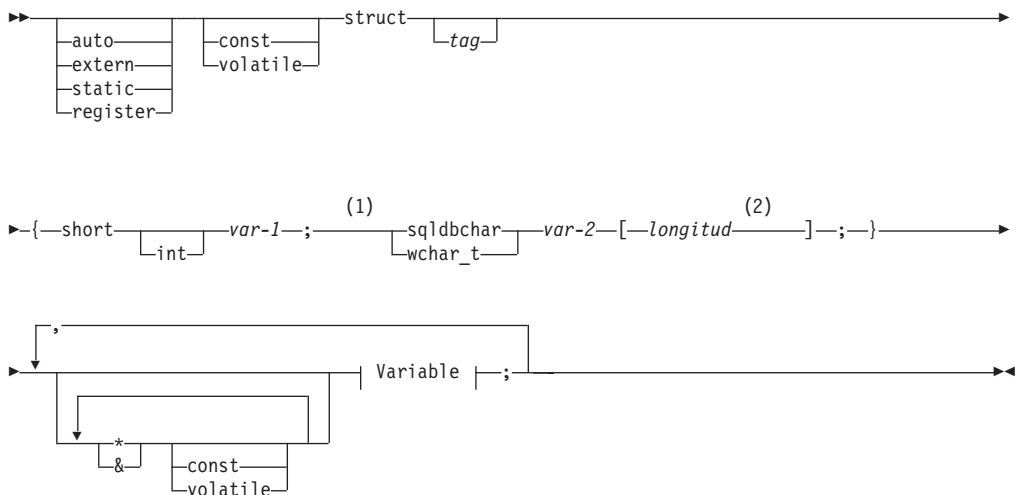 struct
auto const tag
extern volatile
static
register
(1) (2)
{ short var-1 ; sqldbchar var-2 [ longitud ] ; }
int wchar_t
,
Variable ;
*
& const
volatile